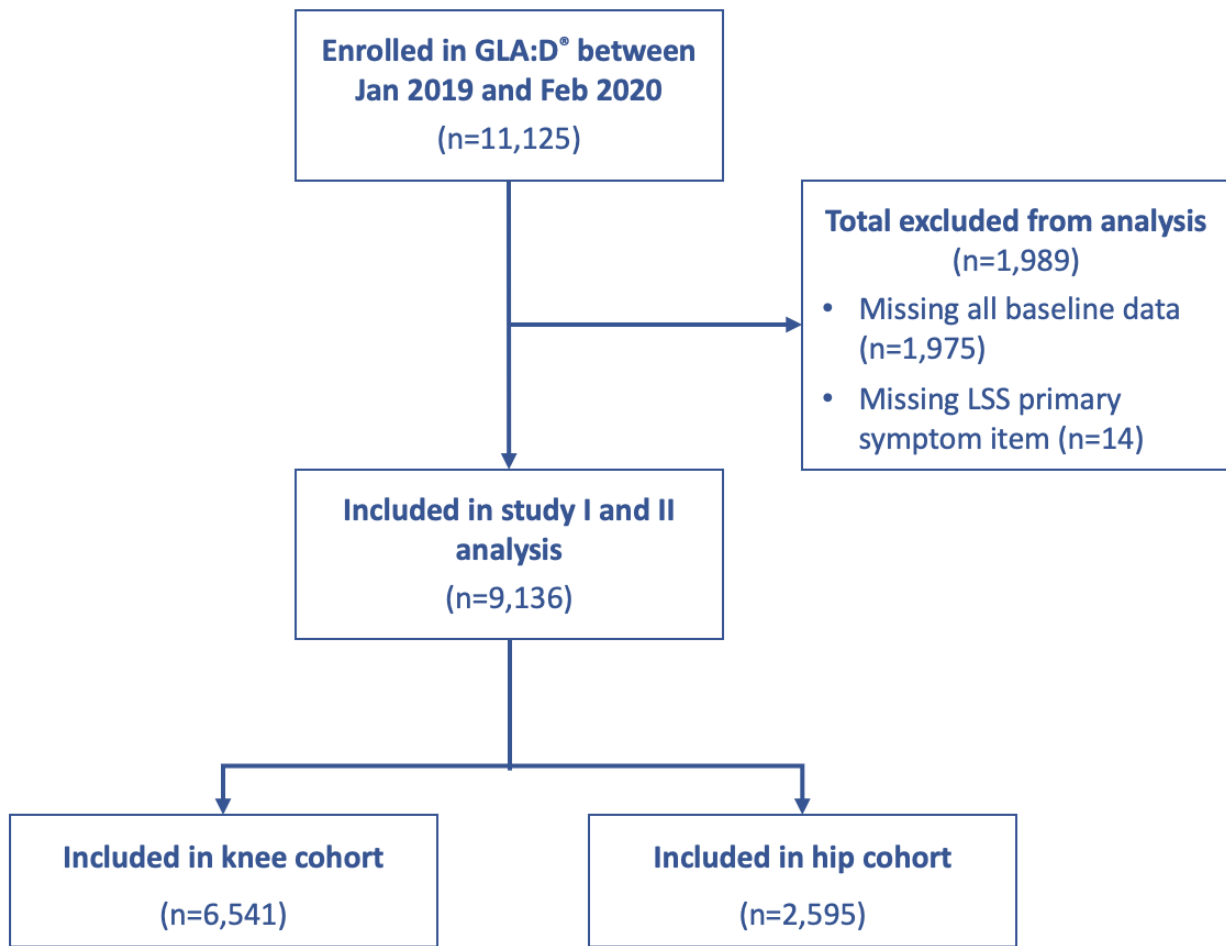 Enrolled in GLA:D® between
Jan 2019 and Feb 2020
(n=11,125)
Total excluded from analysis
(n=1,989)
• Missing all baseline data
(n=1,975)
• Missing LSS primary
symptom item (n=14)
Included in study I and II
analysis
(n=9,136)
Included in knee cohort
(n=6,541)
Included in hip cohort
(n=2,595)